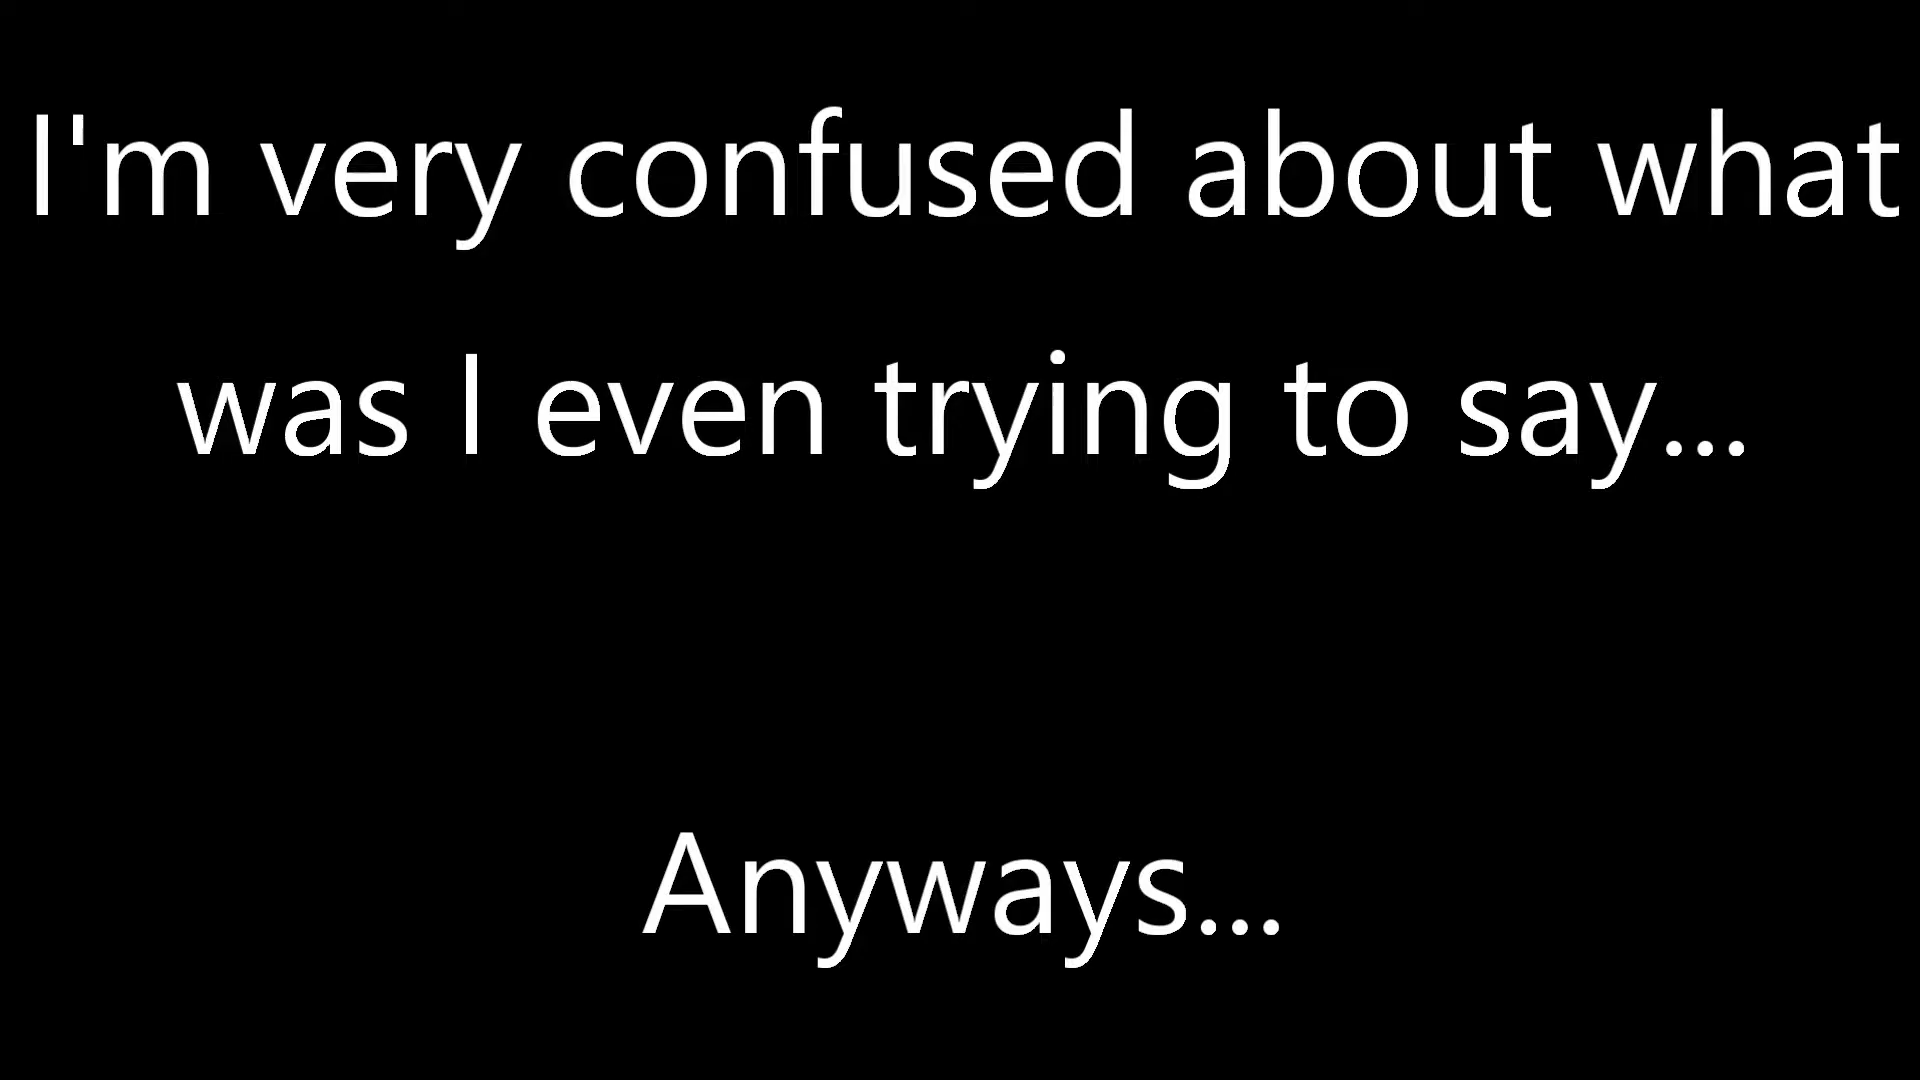 I'm very confused about what
was I even trying to say...
Anyways...